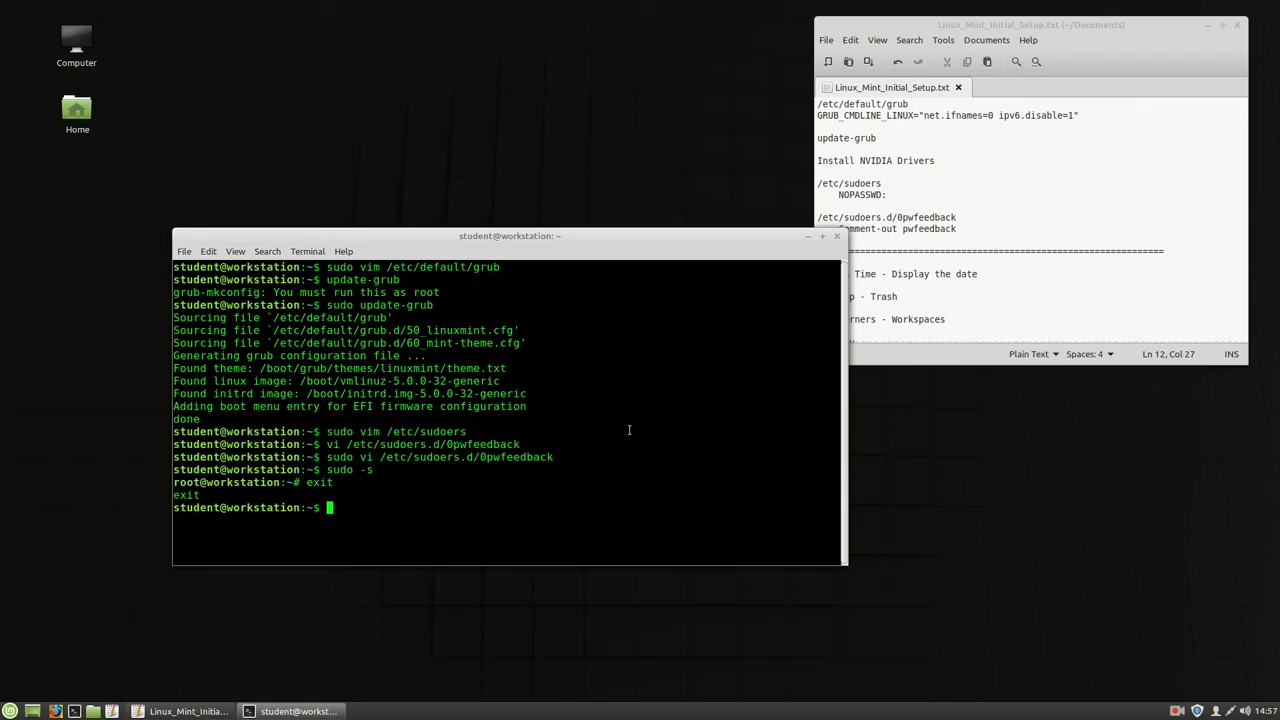 Computer
Home
Linux_Mint_Initial_Setup.txt (~/Documents)
File Edit View Search Tools Documents Help
Linux_Mint_Initial_Setup.txt
/etc/default/grub
GRUB_CMDLINE_LINUX="net.ifnames=0 ipv6.disable=1"
update-grub
Install NVIDIA Drivers
/etc/sudoers
NOPASSWD:
/etc/sudoers.d/0pwfeedback
omment-out pwfeedback
==========================================================
Time - Display the date
p - Trash
rners - Workspaces
Plain Text Spaces: 4 Ln 12, Col 27 INS
student@workstation: ~
File Edit View Search Terminal Help
student@workstation:~$ sudo vim /etc/default/grub
student@workstation:~$ update-grub
grub-mkconfig: You must run this as root
student@workstation:~$ sudo update-grub
Sourcing file `/etc/default/grub'
Sourcing file `/etc/default/grub.d/50_linuxmint.cfg'
Sourcing file `/etc/default/grub.d/60_mint-theme.cfg'
Generating grub configuration file ...
Found theme: /boot/grub/themes/linuxmint/theme.txt
Found linux image: /boot/vmlinuz-5.0.0-32-generic
Found initrd image: /boot/initrd.img-5.0.0-32-generic
Adding boot menu entry for EFI firmware configuration
done
student@workstation:~$ sudo vim /etc/sudoers
student@workstation:~$ vi /etc/sudoers.d/0pwfeedback
student@workstation:~$ sudo vi /etc/sudoers.d/0pwfeedback
student@workstation:~$ sudo -s
root@workstation:~# exit
exit
student@workstation:~$
Linux_Mint_Initia... student@workst... 14:57